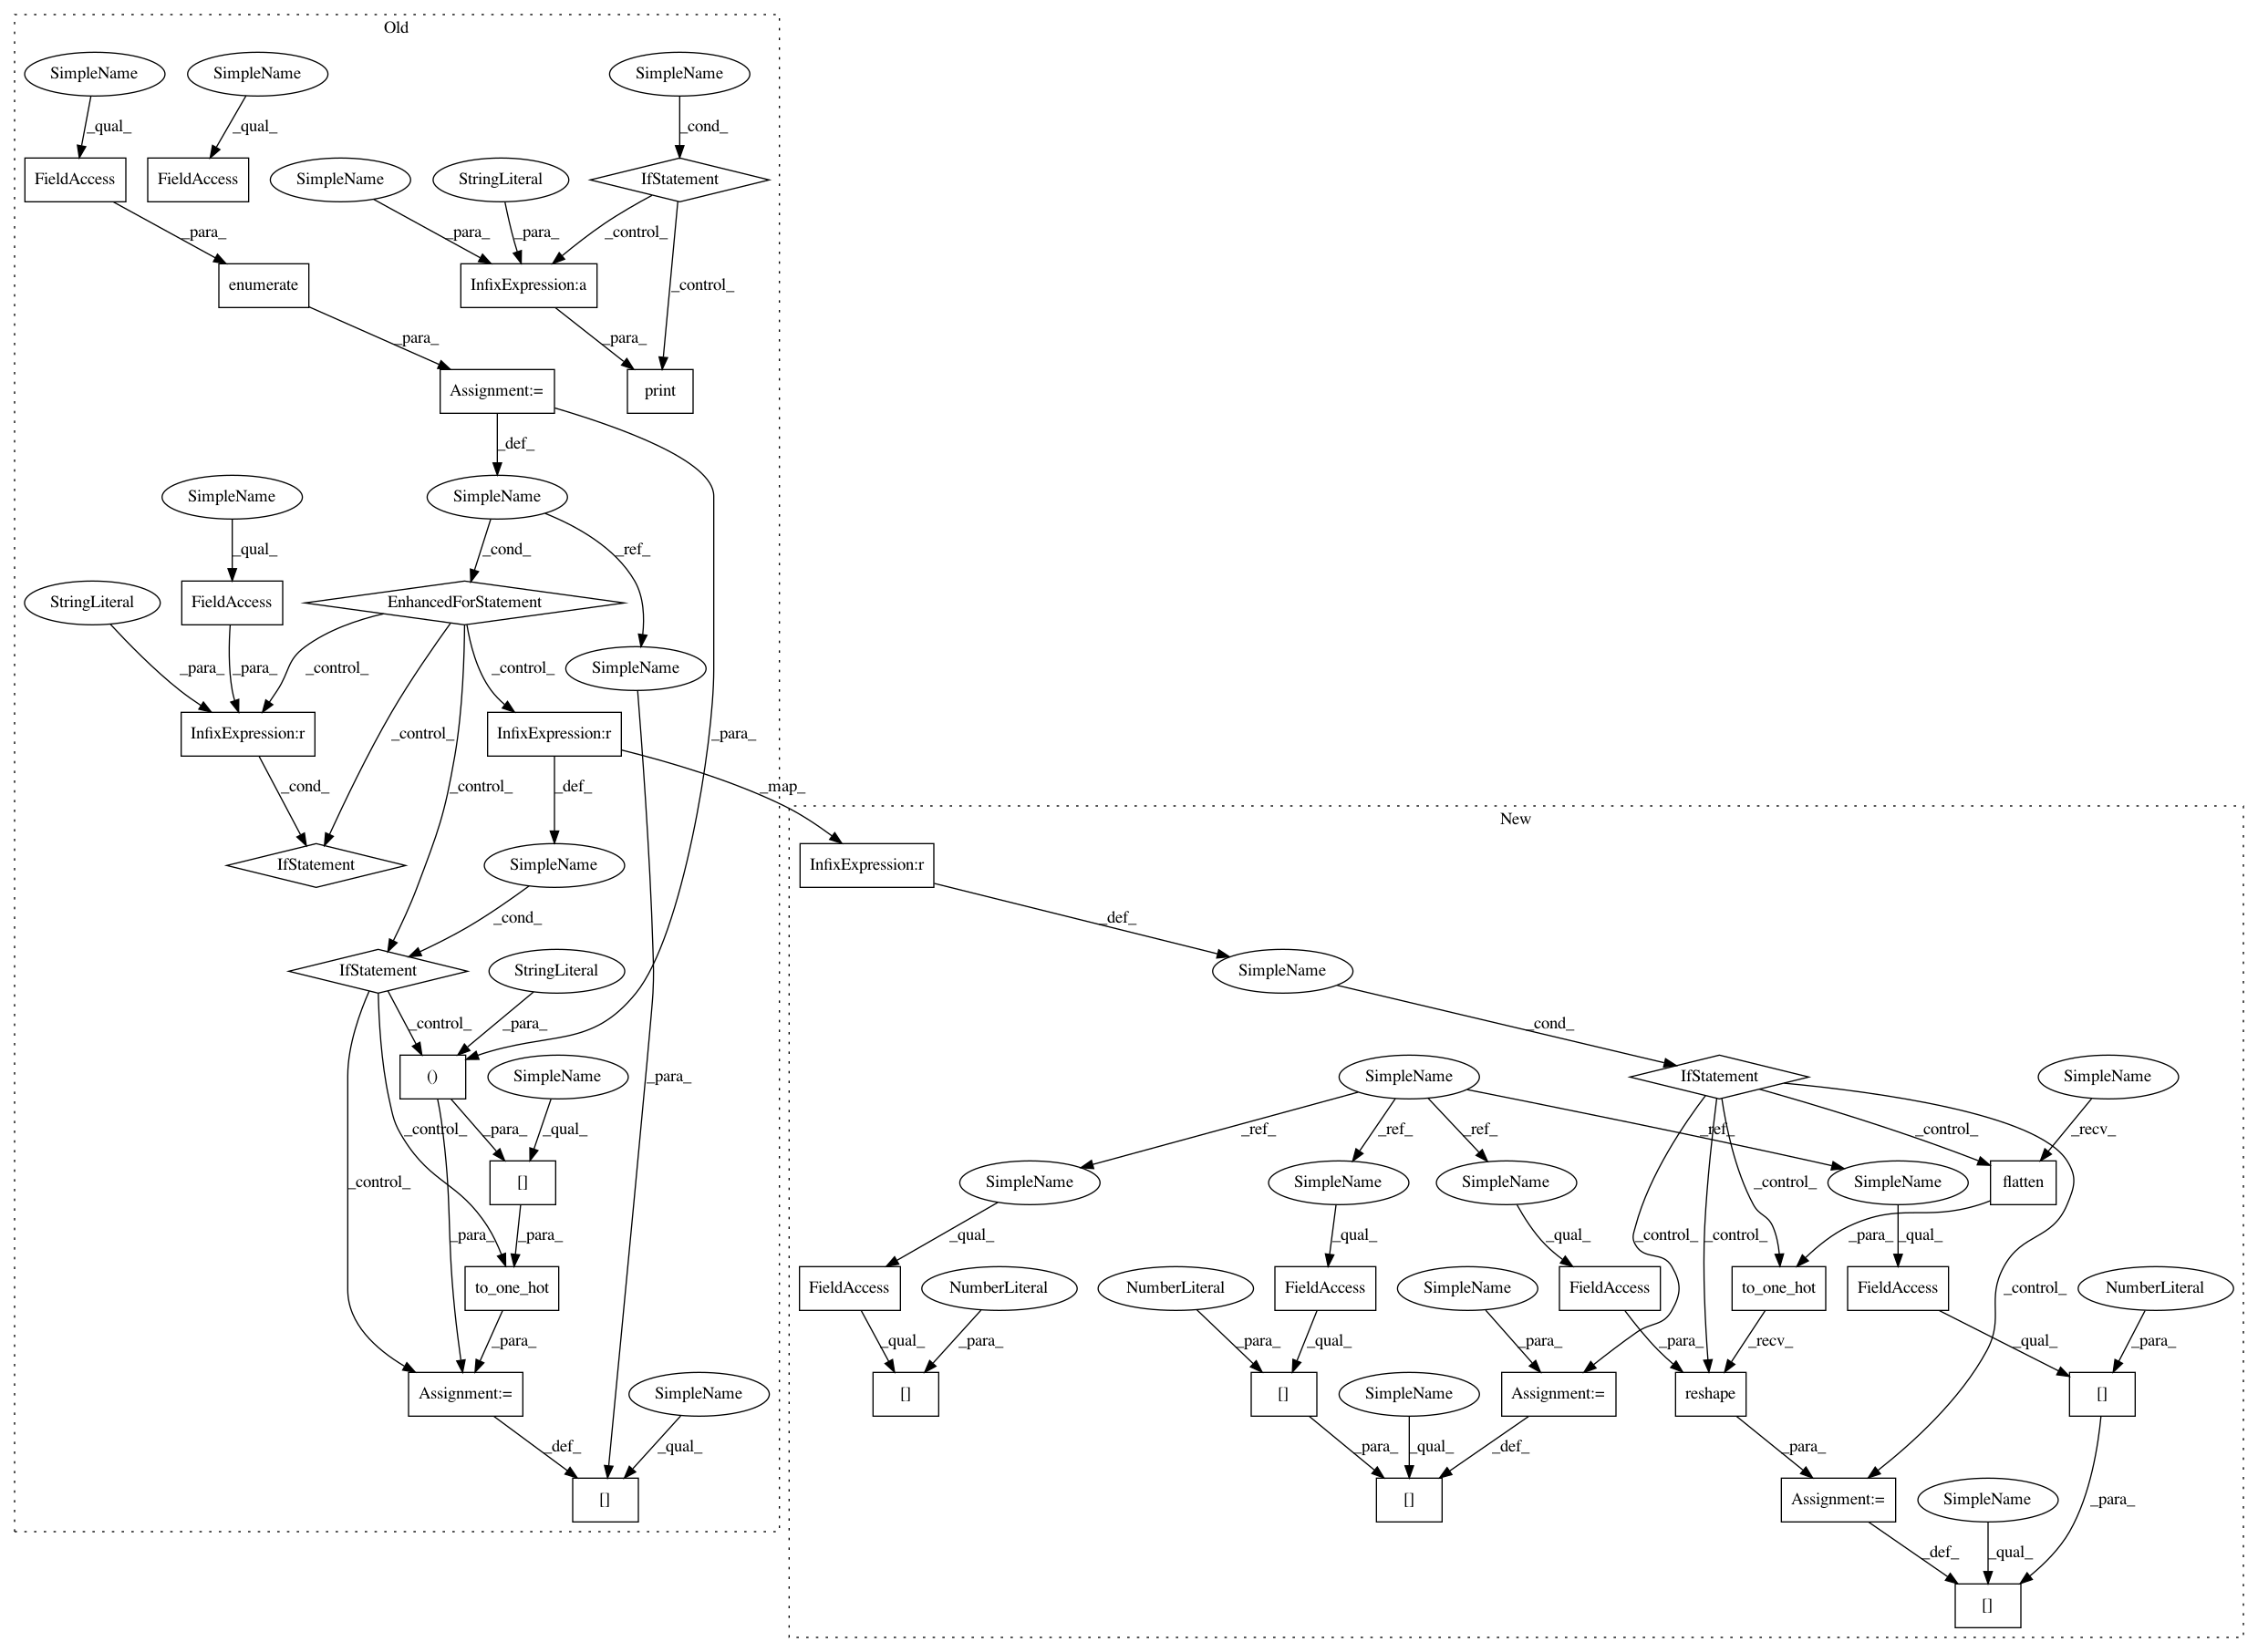 Old
SimpleName
SimpleName
SimpleName
_qual_
_qual_
_cond_
FieldAccess
FieldAccess
SimpleName
StringLiteral
IfStatement
_para_
_para_
_para_
_control_
enumerate
InfixExpression:a
_control_
_para_
_para_
Assignment:=
print
_def_
SimpleName
SimpleName
_qual_
_cond_
_ref_
StringLiteral
FieldAccess
EnhancedForStatement
_para_
_para_
_control_
_control_
SimpleName
InfixExpression:r
_control_
InfixExpression:r
_para_
_cond_
_control_
_def_
_map_
New
IfStatement
SimpleName
InfixExpression:r
_cond_
_def_
IfStatement
StringLiteral
SimpleName
_control_
_para_
_cond_
()
SimpleName
_para_
SimpleName
IfStatement
SimpleName
_para_
_qual_
_control_
_ref_
_ref_
_ref_
_ref_
_control_
_recv_
_control_
[]
SimpleName
SimpleName
SimpleName
_control_
SimpleName
flatten
_para_
_para_
_qual_
_qual_
_qual_
_control_
_control_
_para_
_qual_
to_one_hot
FieldAccess
NumberLiteral
NumberLiteral
FieldAccess
SimpleName
FieldAccess
to_one_hot
FieldAccess
_control_
NumberLiteral
_para_
_qual_
_para_
_para_
_qual_
_para_
_para_
_recv_
_qual_
_para_
Assignment:=
SimpleName
[]
[]
SimpleName
Assignment:=
reshape
[]
_def_
_qual_
_para_
_qual_
_def_
_para_
[]
[]
Assignment:=
SimpleName
_para_
_def_
_qual_
[]